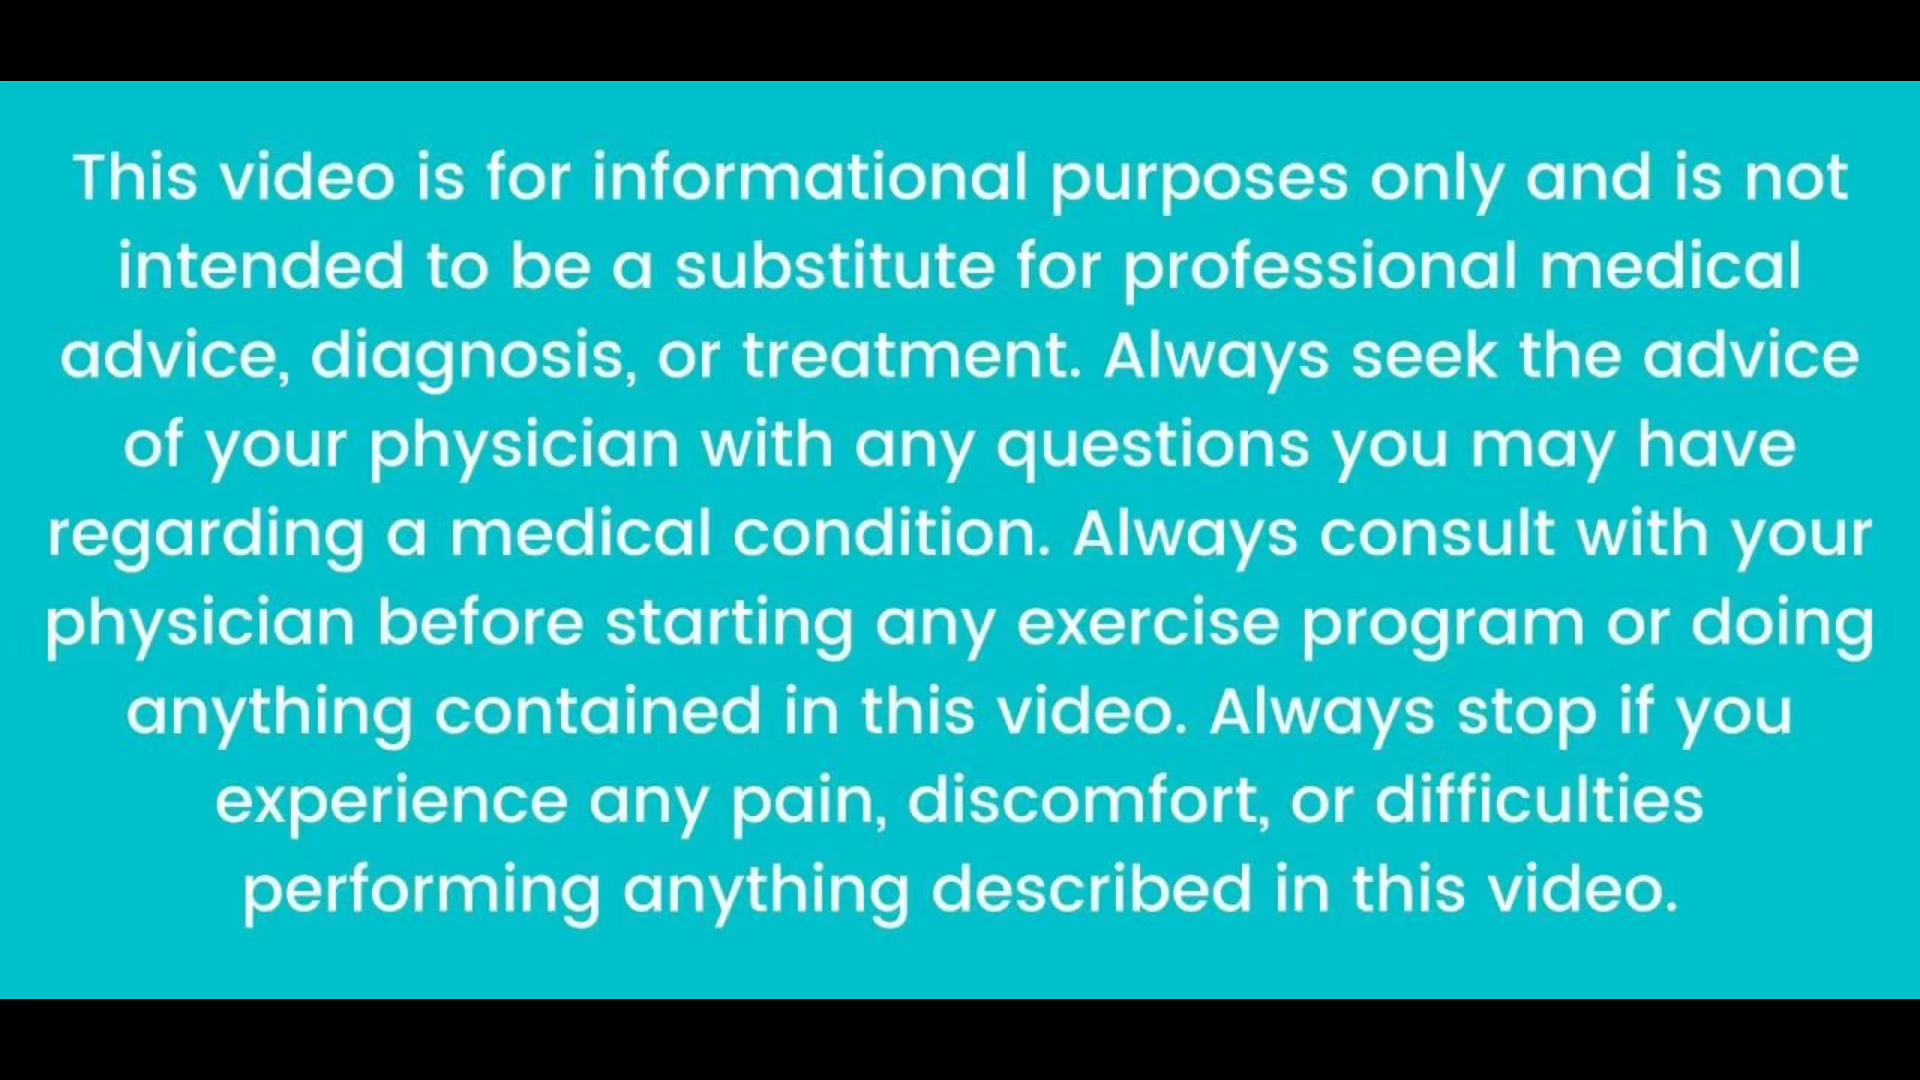 This video is for informational purposes only and is not
intended to be a substitute for professional medical
advice, diagnosis, or treatment. Always seek the advice
of your physician with any questions you may have
regarding a medical condition. Always consult with your
physician before starting any exercise program or doing
anything contained in this video. Always stop if you
experience any pain, discomfort, or difficulties
performing anything described in this video.